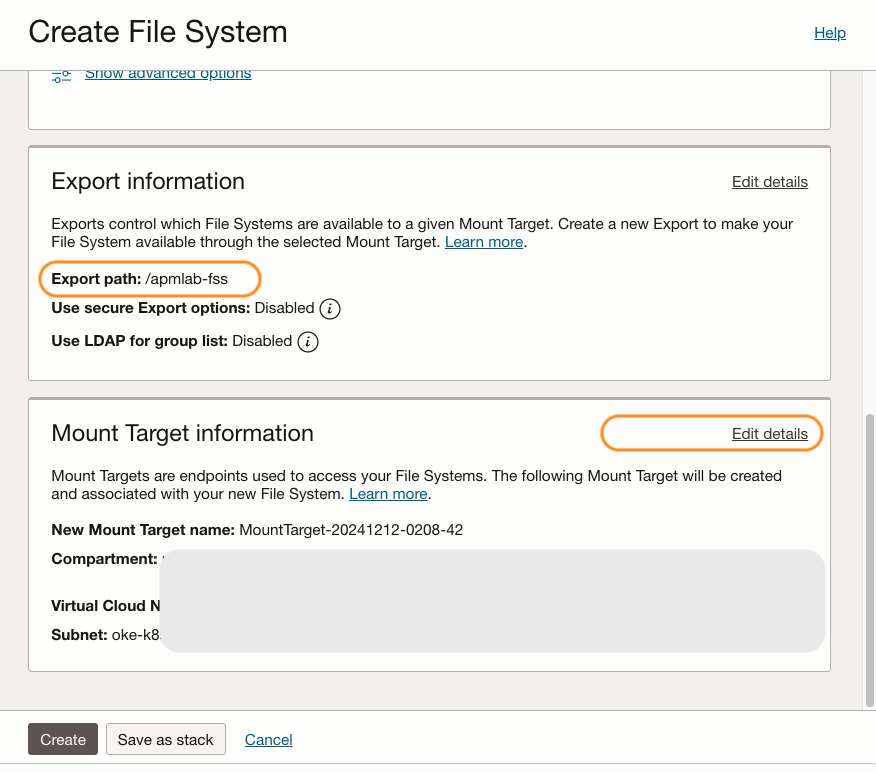 Create File System
Help
Show advanced options
Export information
Edit details
Exports control which File Systems are available to a given Mount Target. Create a new Export to make your
File System available through the selected Mount Target. Learn more.
Export path: /apmlab-fss
Use secure Export options: Disabled i
Use LDAP for group list: Disabled i
Mount Target information
Edit details
Mount Targets are endpoints used to access your File Systems. The following Mount Target will be created
and associated with your new File System. Learn more.
New Mount Target name: MountTarget-20241212-0208-42
Compartment:
Virtual Cloud N
Subnet: oke-k8
Create
Save as stack
Cancel